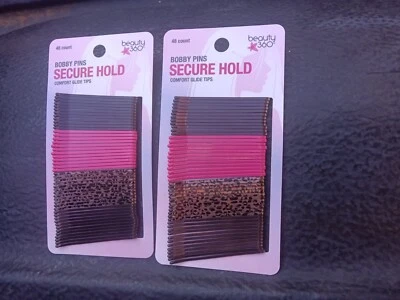 48 count
beauty
360°
BOBBY PINS
SECURE HOLD
COMFORT GLIDE TIPS
48 count
beauty
360°
BOBBY PINS
SECURE HOLD
COMFORT GLIDE TIPS